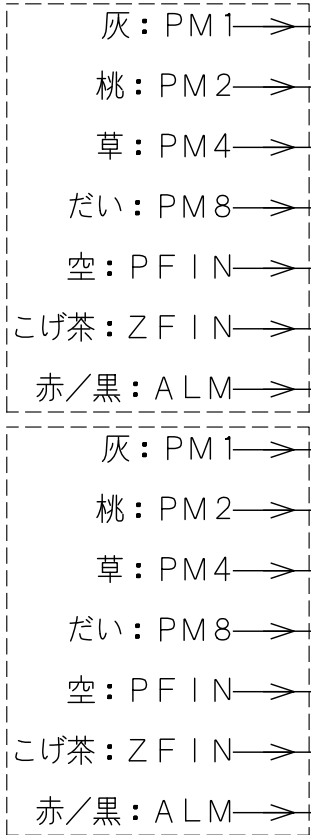 灰：PM1
桃：PM2
草：PM4
だい：PM8
空：PFIN
こげ茶：ZFIN
赤／黒：ALM
灰：PM1
桃：PM2
草：PM4
だい：PM8
空：PFIN
こげ茶：ZFIN
赤／黒：ALM